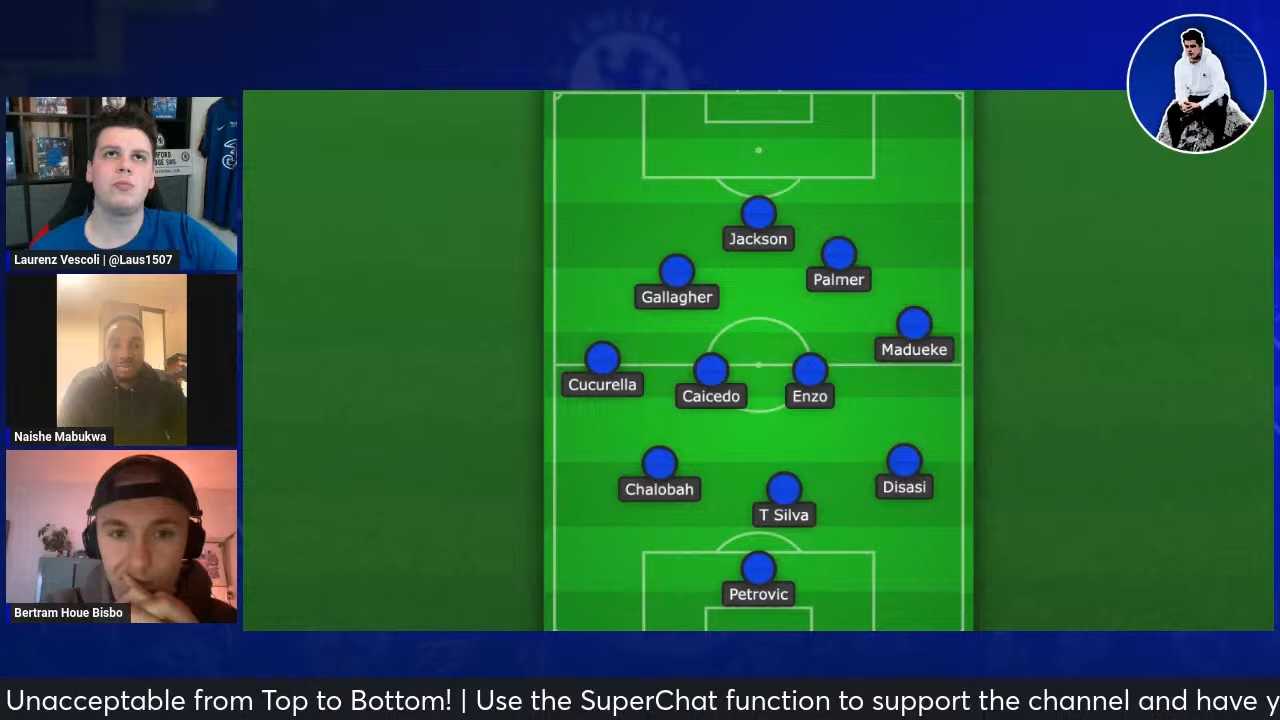 CHELSEA
Laurenz Vescoli | @Laus1507
Naishe Mabukwa
Bertram Houe Bisbo
Jackson
Palmer
Gallagher
Madueke
Cucurella
Caicedo
Enzo
Chalobah
Disasi
T Silva
Petrovic
Unacceptable from Top to Bottom! | Use the SuperChat function to support the channel and have y